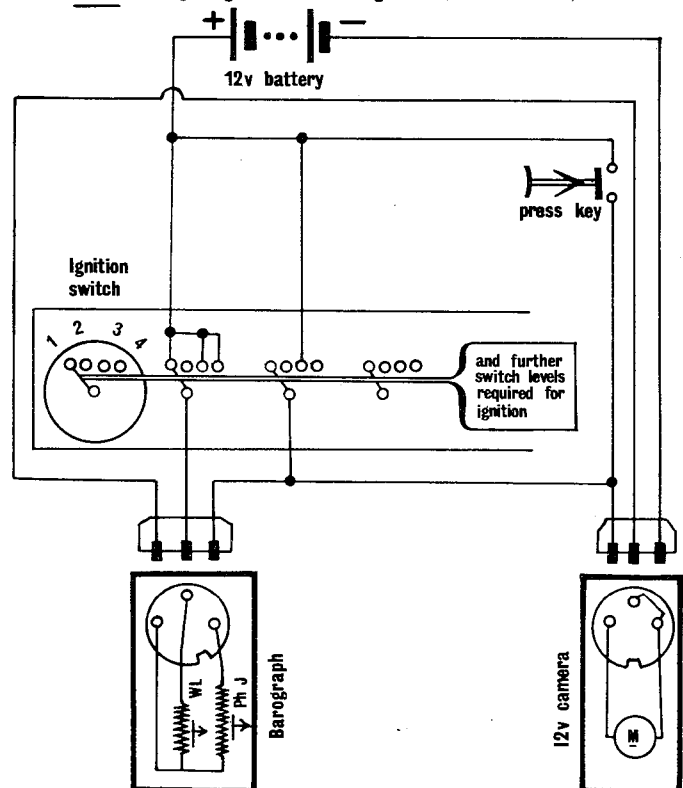 + −
12v battery
press key
Ignition
switch
1 2 3 4
and further
switch levels
required for
ignition
WL
Ph J
Barograph
12v camera
M